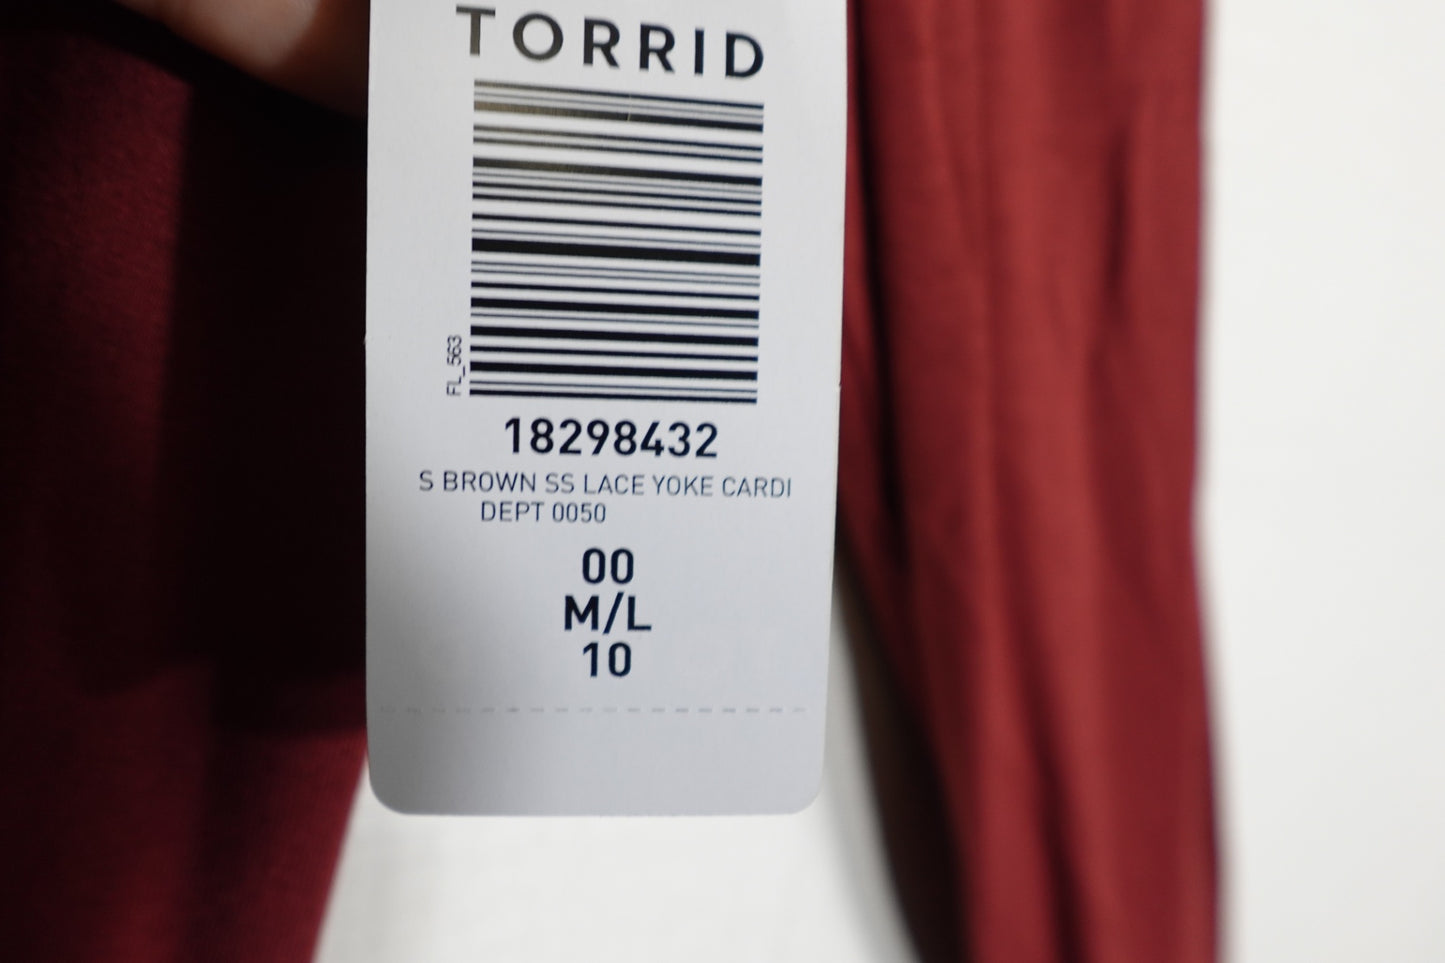 TORRID
FL_563
18298432
S BROWN SS LACE YOKE CARDI
DEPT 0050
00
M/L
10